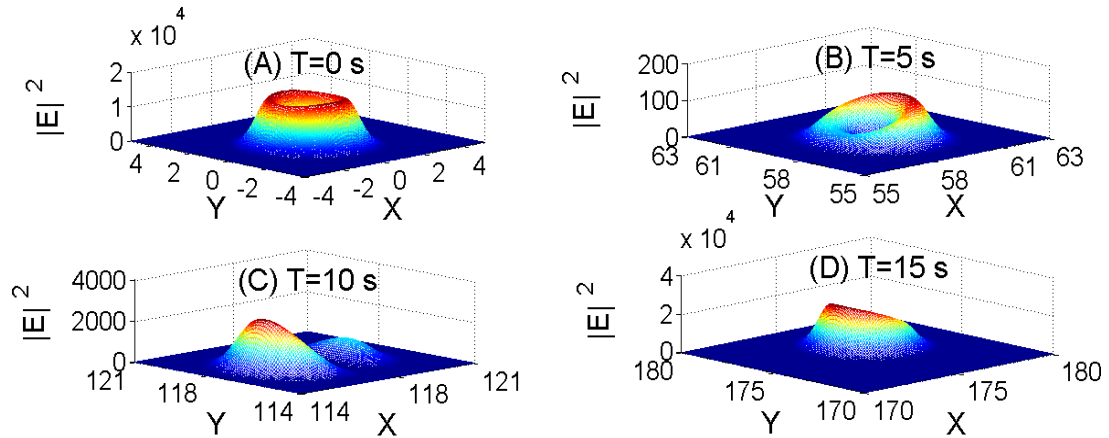 x 10 4
(A) T=0 s
|E| 2
2
1
0
4
2
0
-2
-4
Y
-4
-2
0
2
4
X
(B) T=5 s
|E| 2
200
100
0
63
61
58
55
Y
55
58
61
63
X
(C) T=10 s
|E| 2
4000
2000
0
121
118
114
Y
114
118
121
X
x 10 4
(D) T=15 s
|E| 2
4
2
0
180
175
170
Y
170
175
180
X